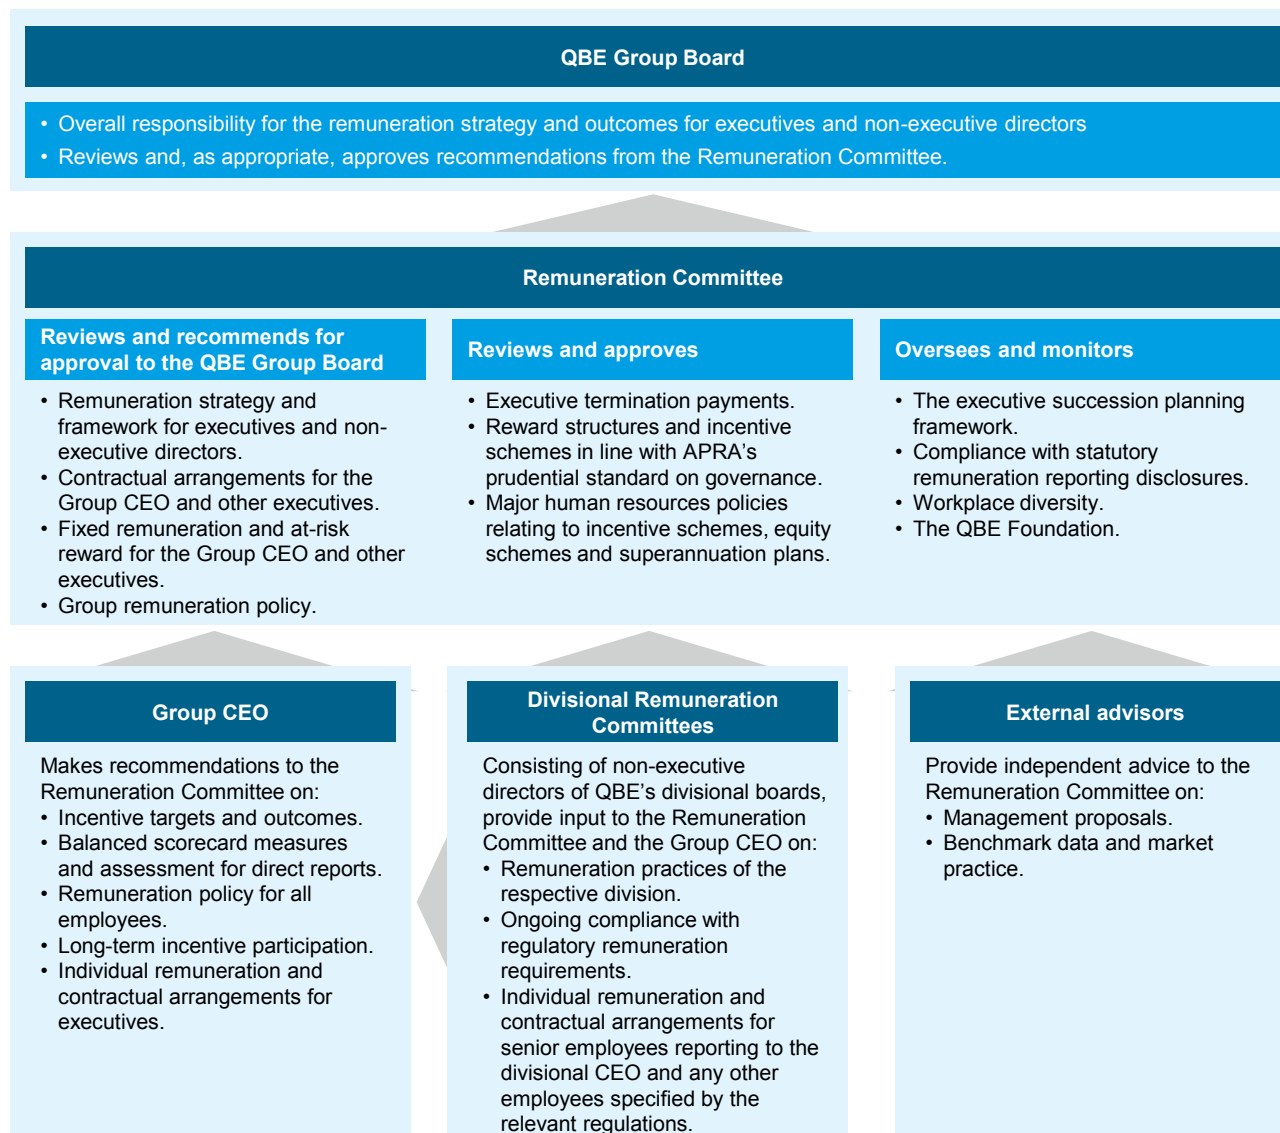 QBE Group Board
• Overall responsibility for the remuneration strategy and outcomes for executives and non-executive directors
• Reviews and, as appropriate, approves recommendations from the Remuneration Committee.
Remuneration Committee
Reviews and recommends for
approval to the QBE Group Board
• Remuneration strategy and
framework for executives and non-
executive directors.
• Contractual arrangements for the
Group CEO and other executives.
• Fixed remuneration and at-risk
reward for the Group CEO and other
executives.
• Group remuneration policy.
Reviews and approves
• Executive termination payments.
• Reward structures and incentive
schemes in line with APRA's
prudential standard on governance.
• Major human resources policies
relating to incentive schemes, equity
schemes and superannuation plans.
Oversees and monitors
• The executive succession planning
framework.
• Compliance with statutory
remuneration reporting disclosures.
• Workplace diversity.
• The QBE Foundation.
Group CEO
Makes recommendations to the
Remuneration Committee on:
• Incentive targets and outcomes.
• Balanced scorecard measures
and assessment for direct reports.
• Remuneration policy for all
employees.
• Long-term incentive participation.
• Individual remuneration and
contractual arrangements for
executives.
Divisional Remuneration
Committees
Consisting of non-executive
directors of QBE's divisional boards,
provide input to the Remuneration
Committee and the Group CEO on:
• Remuneration practices of the
respective division.
• Ongoing compliance with
regulatory remuneration
requirements.
• Individual remuneration and
contractual arrangements for
senior employees reporting to the
divisional CEO and any other
employees specified by the
relevant regulations.
External advisors
Provide independent advice to the
Remuneration Committee on:
• Management proposals.
• Benchmark data and market
practice.